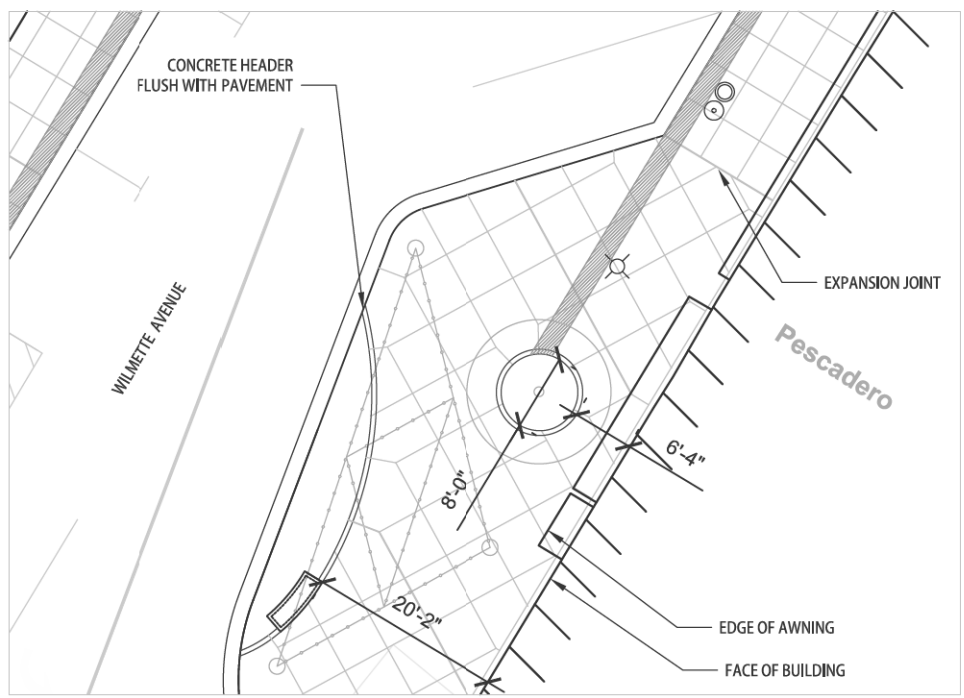 CONCRETE HEADER
FLUSH WITH PAVEMENT
WILMETTE AVENUE
EXPANSION JOINT
Pescadero
6'-4"
8'-0"
20'-2"
EDGE OF AWNING
FACE OF BUILDING